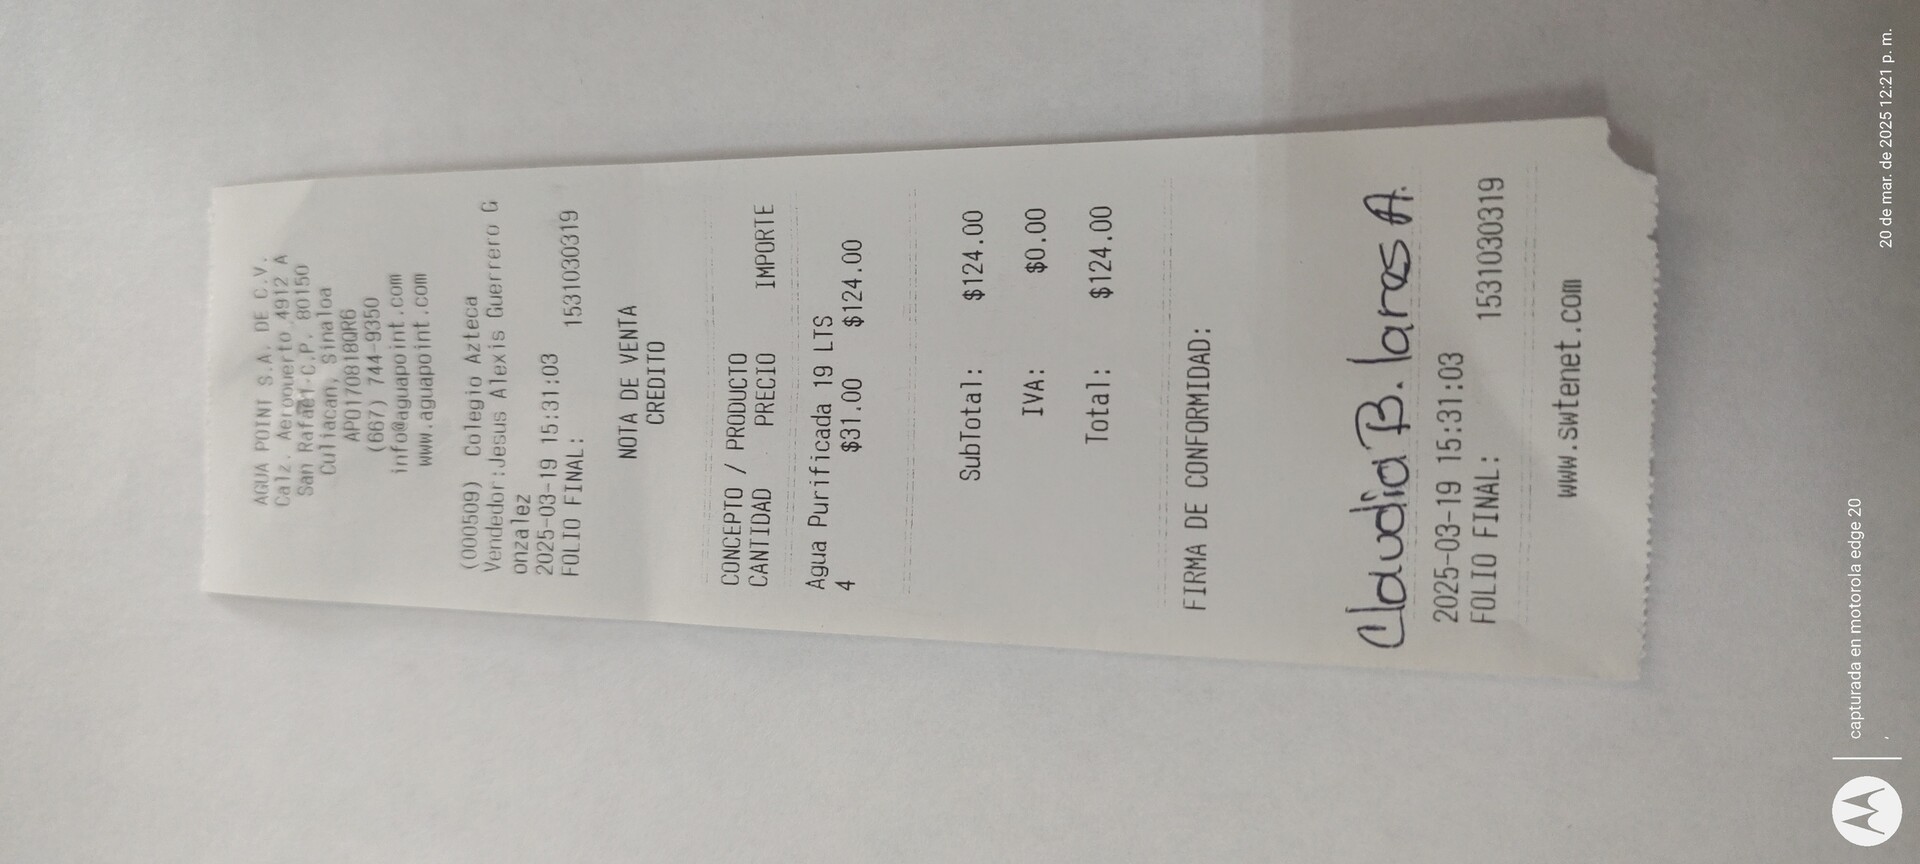 AGUA POINT S.A. DE C.V.
Calz. Aeropuerto 4912 A
San Rafael C.P. 80150
Culiacan, Sinaloa
APO170818QR6
(667) 744-9350
info@aguapoint.com
www.aguapoint.com
(000509) Colegio Azteca
Vendedor:Jesus Alexis Guerrero G
onzalez
2025-03-19 15:31:03
FOLIO FINAL: 1531030319
NOTA DE VENTA
CREDITO
CONCEPTO / PRODUCTO
CANTIDAD PRECIO IMPORTE
Agua Purificada 19 LTS
4 $31.00 $124.00
SubTotal: $124.00
IVA: $0.00
Total: $124.00
FIRMA DE CONFORMIDAD:
Claudia B. larras A.
2025-03-19 15:31:03
FOLIO FINAL: 1531030319
www.swtenet.com
capturada en motorola edge 20
20 de mar. de 2025 12:21 p. m.